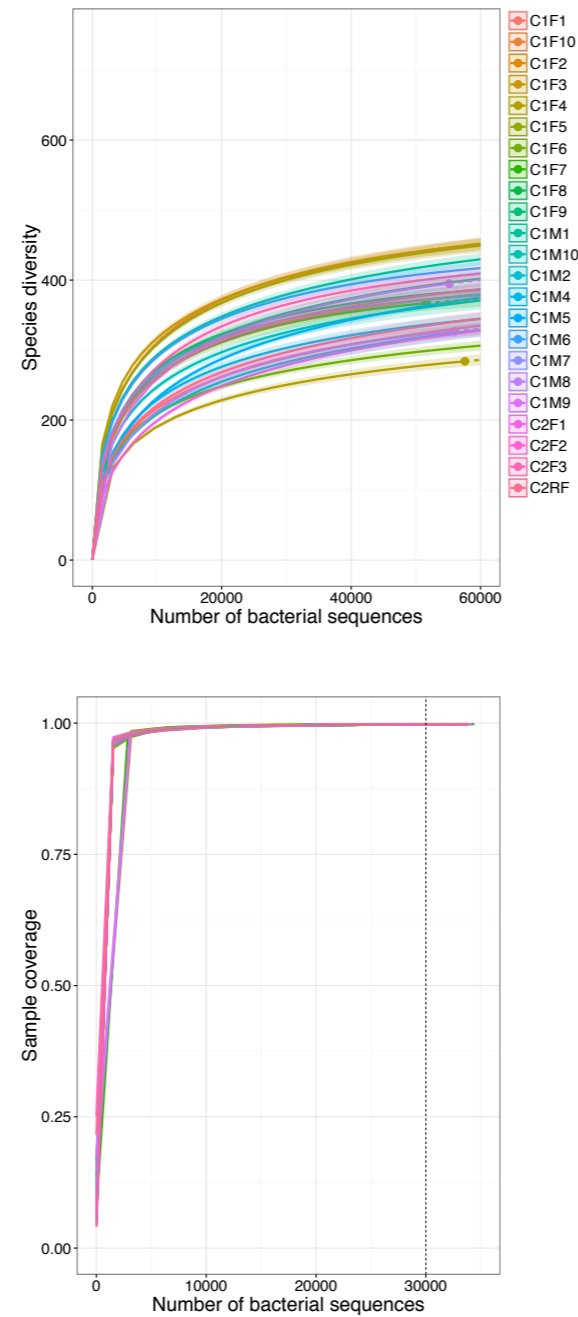 Species diversity
600
400
200
0
0
20000
40000
60000
Number of bacterial sequences
C1F1
C1F10
C1F2
C1F3
C1F4
C1F5
C1F6
C1F7
C1F8
C1F9
C1M1
C1M10
C1M2
C1M4
C1M5
C1M6
C1M7
C1M8
C1M9
C2F1
C2F2
C2F3
C2RF
Sample coverage
1.00
0.75
0.50
0.25
0.00
0
10000
20000
30000
Number of bacterial sequences